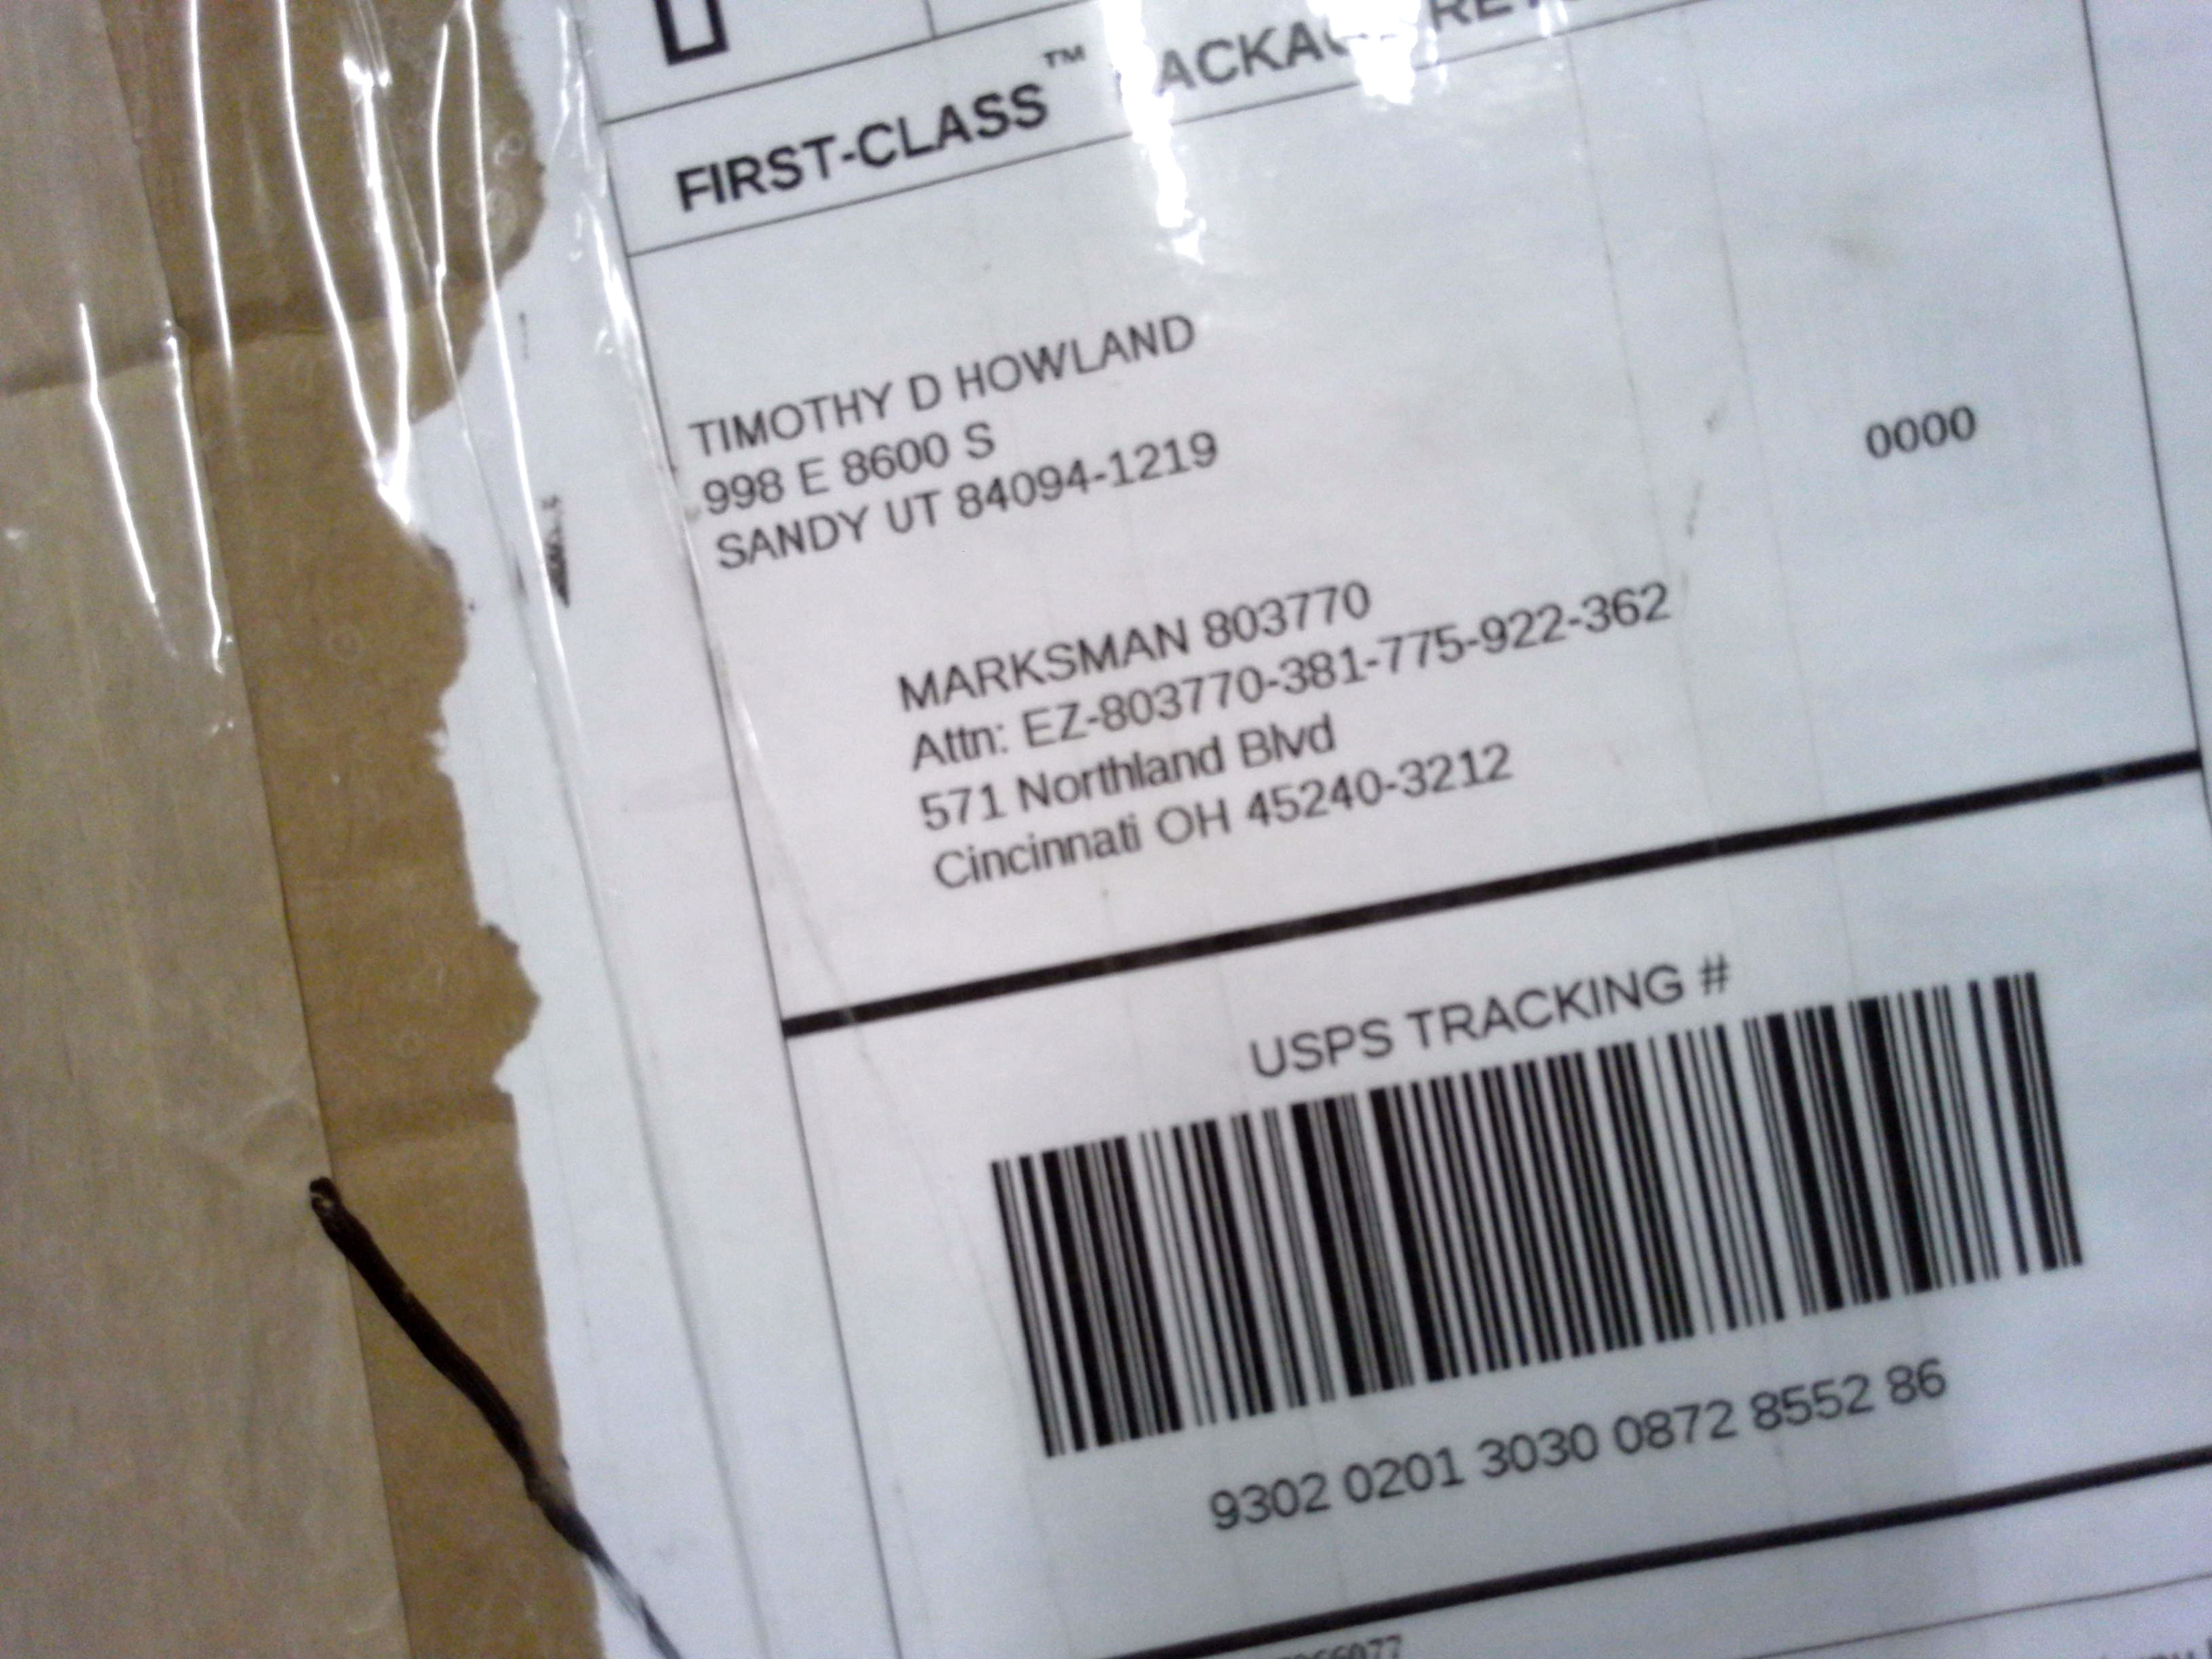 FIRST-CLASS™
TIMOTHY D HOWLAND
998 E 8600 S
SANDY UT 84094-1219
0000
MARKSMAN 803770
Attn: EZ-803770-381-775-922-362
571 Northland Blvd
Cincinnati OH 45240-3212
USPS TRACKING #
9302 0201 3030 0872 8552 86